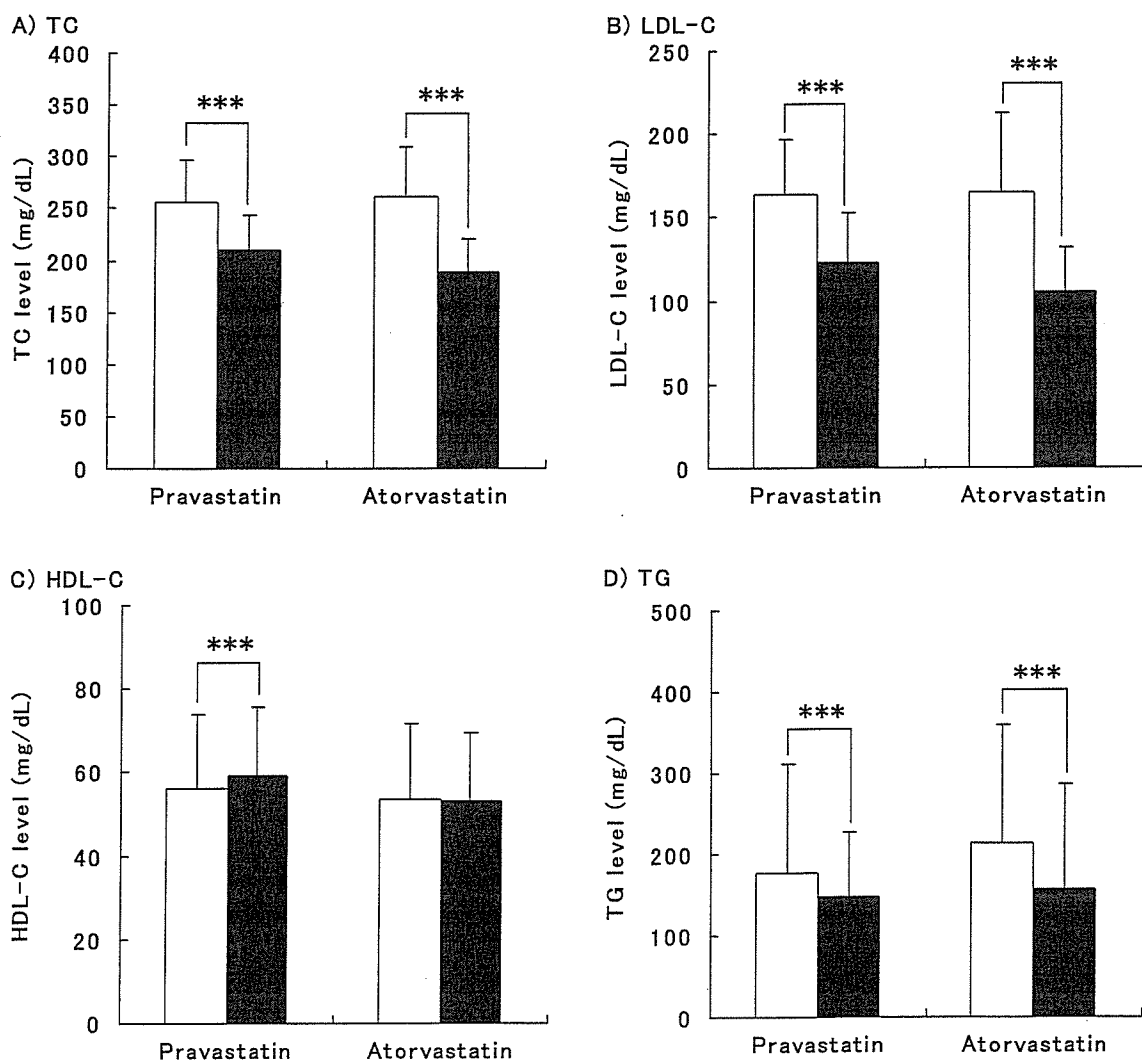 A) TC
400
350
300
250
200
150
100
50
0
TC level (mg/dL)
***
***
Pravastatin
Atorvastatin
B) LDL-C
250
200
150
100
50
0
LDL-C level (mg/dL)
***
***
Pravastatin
Atorvastatin
C) HDL-C
100
80
60
40
20
0
HDL-C level (mg/dL)
***
Pravastatin
Atorvastatin
D) TG
500
400
300
200
100
0
TG level (mg/dL)
***
***
Pravastatin
Atorvastatin